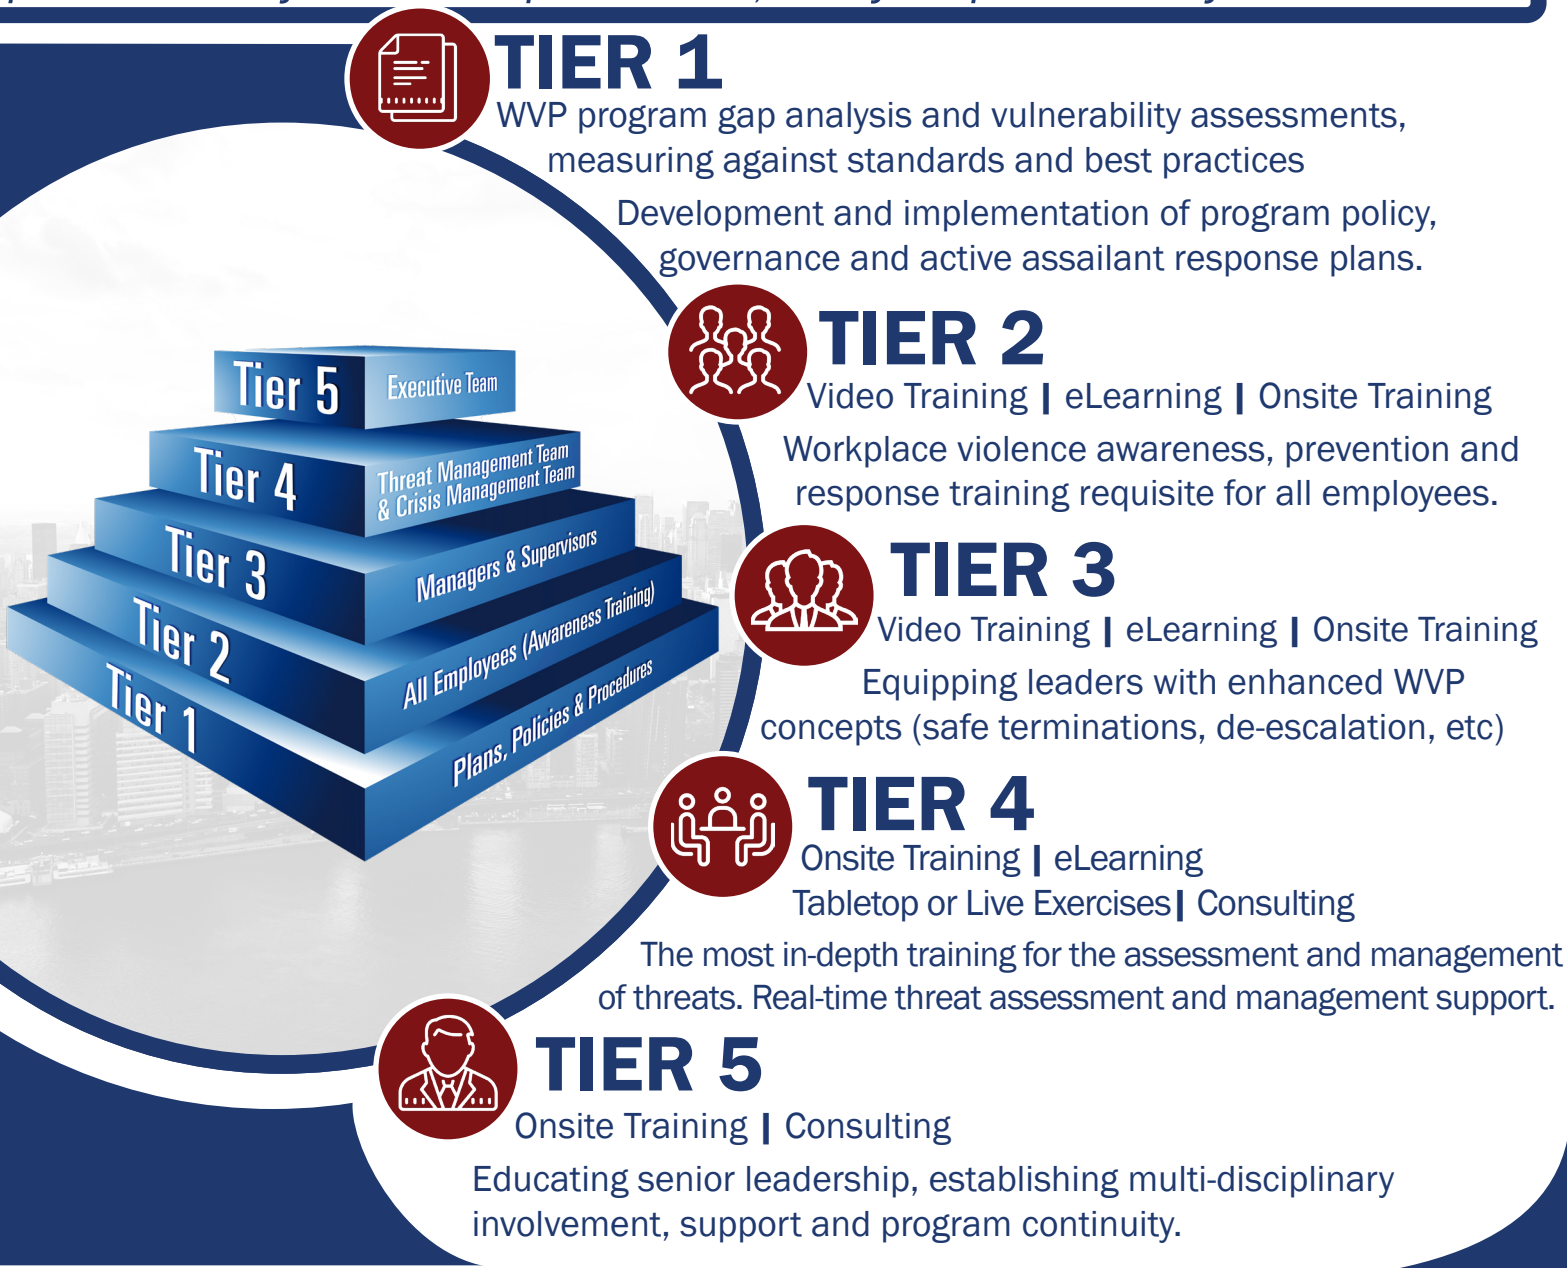 TIER 1
WVP program gap analysis and vulnerability assessments,
measuring against standards and best practices
Development and implementation of program policy,
governance and active assailant response plans.
TIER 2
Video Training | eLearning | Onsite Training
Workplace violence awareness, prevention and
response training requisite for all employees.
TIER 3
Video Training | eLearning | Onsite Training
Equipping leaders with enhanced WVP
concepts (safe terminations, de-escalation, etc)
TIER 4
Onsite Training | eLearning
Tabletop or Live Exercises| Consulting
The most in-depth training for the assessment and management
of threats. Real-time threat assessment and management support.
TIER 5
Onsite Training | Consulting
Educating senior leadership, establishing multi-disciplinary
involvement, support and program continuity.
Tier 5
Executive Team
Tier 4
Threat Management Team
& Crisis Management Team
Tier 3
Managers & Supervisors
Tier 2
All Employees (Awareness Training)
Tier 1
Plans, Policies & Procedures